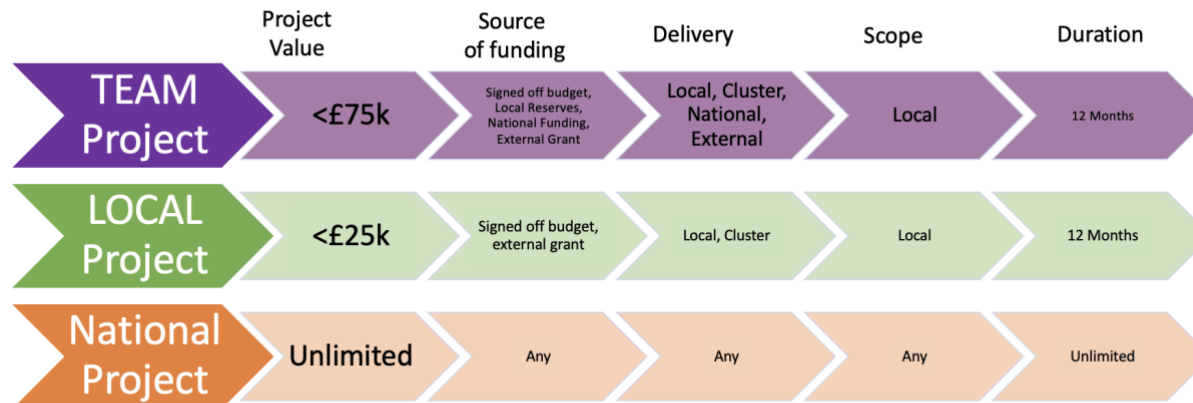 Project
Value
Source
of funding
Delivery
Scope
Duration
TEAM
Project
<£75k
Signed off budget,
Local Reserves,
National Funding,
External Grant
Local, Cluster,
National,
External
Local
12 Months
LOCAL
Project
<£25k
Signed off budget,
external grant
Local, Cluster
Local
12 Months
National
Project
Unlimited
Any
Any
Any
Unlimited